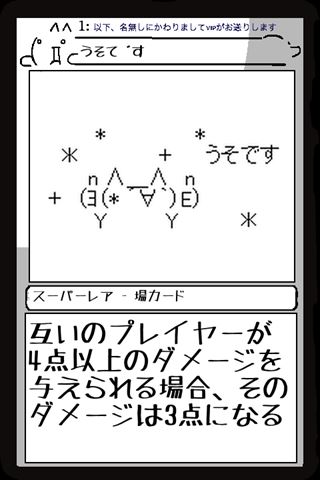 1: 以下、名無しにかわりましてVIPがお送りします
うそです
うそです
スーパーレア - 場カード
互いのプレイヤーが
4点以上のダメージを
与えられる場合、その
ダメージは3点になる